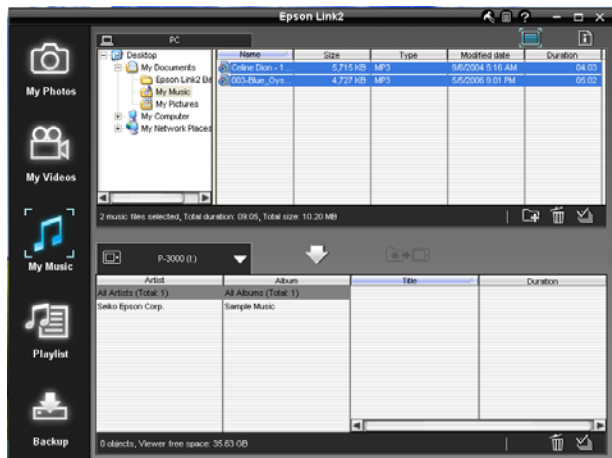 Epson Link2
PC
My Photos
My Videos
My Music
Playlist
Backup
Desktop
My Documents
Epson Link2 De
My Music
My Pictures
My Computer
My Network Places
Name Size Type Modified date Duration
Celine Dion - 1... 5,715 KB MP3 9/6/2004 5:16 AM 04:03
003-Blue_Oys... 4,727 KB MP3 5/5/2006 9:01 PM 05:02
2 music files selected, Total duration: 09:05, Total size: 10.20 MB
P-3000 (I:)
Artist Album Title Duration
All Artists (Total: 1) All Albums (Total: 1)
Seiko Epson Corp. Sample Music
0 objects, Viewer free space: 35.63 GB